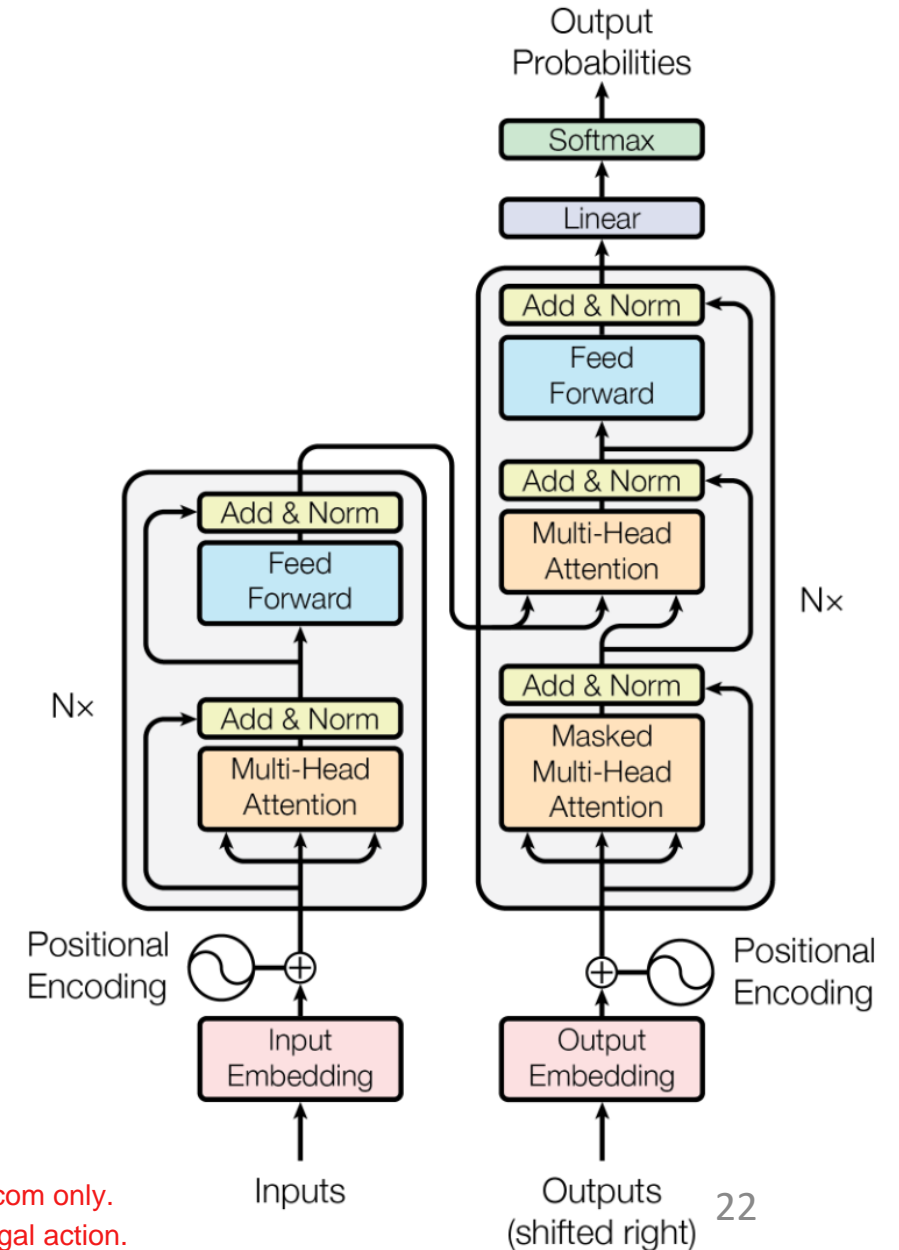 Output
Probabilities
Softmax
Linear
Add & Norm
Feed
Forward
Add & Norm
Multi-Head
Attention
Nx
Add & Norm
Masked
Multi-Head
Attention
Add & Norm
Feed
Forward
Nx
Add & Norm
Multi-Head
Attention
Positional
Encoding
Positional
Encoding
Input
Embedding
Output
Embedding
Inputs
Outputs
(shifted right)
22
com only.
gal action.